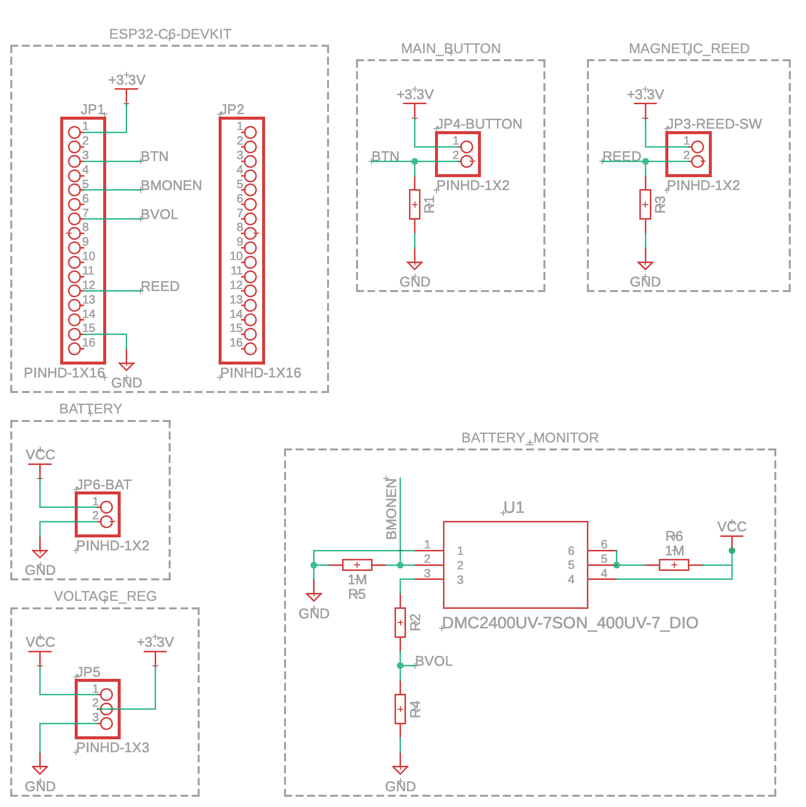 ESP32-C6-DEVKIT
+3.3V
JP1
1
2
3
4
5
6
7
8
9
10
11
12
13
14
15
16
BTN
BMONEN
BVOL
REED
PINHD-1X16
GND
JP2
1
2
3
4
5
6
7
8
9
10
11
12
13
14
15
16
PINHD-1X16
MAIN_BUTTON
+3.3V
JP4-BUTTON
1
2
BTN
PINHD-1X2
R1
GND
MAGNETIC_REED
+3.3V
JP3-REED-SW
1
2
REED
PINHD-1X2
R3
GND
BATTERY
VCC
JP6-BAT
1
2
PINHD-1X2
GND
VOLTAGE_REG
VCC
+3.3V
JP5
1
2
3
PINHD-1X3
GND
BATTERY_MONITOR
BMONEN
U1
1
2
3
1
2
3
6
5
4
6
5
4
1M
R5
GND
R6
1M
VCC
DMC2400UV-7SON_400UV-7_DIO
R2
BVOL
R4
GND